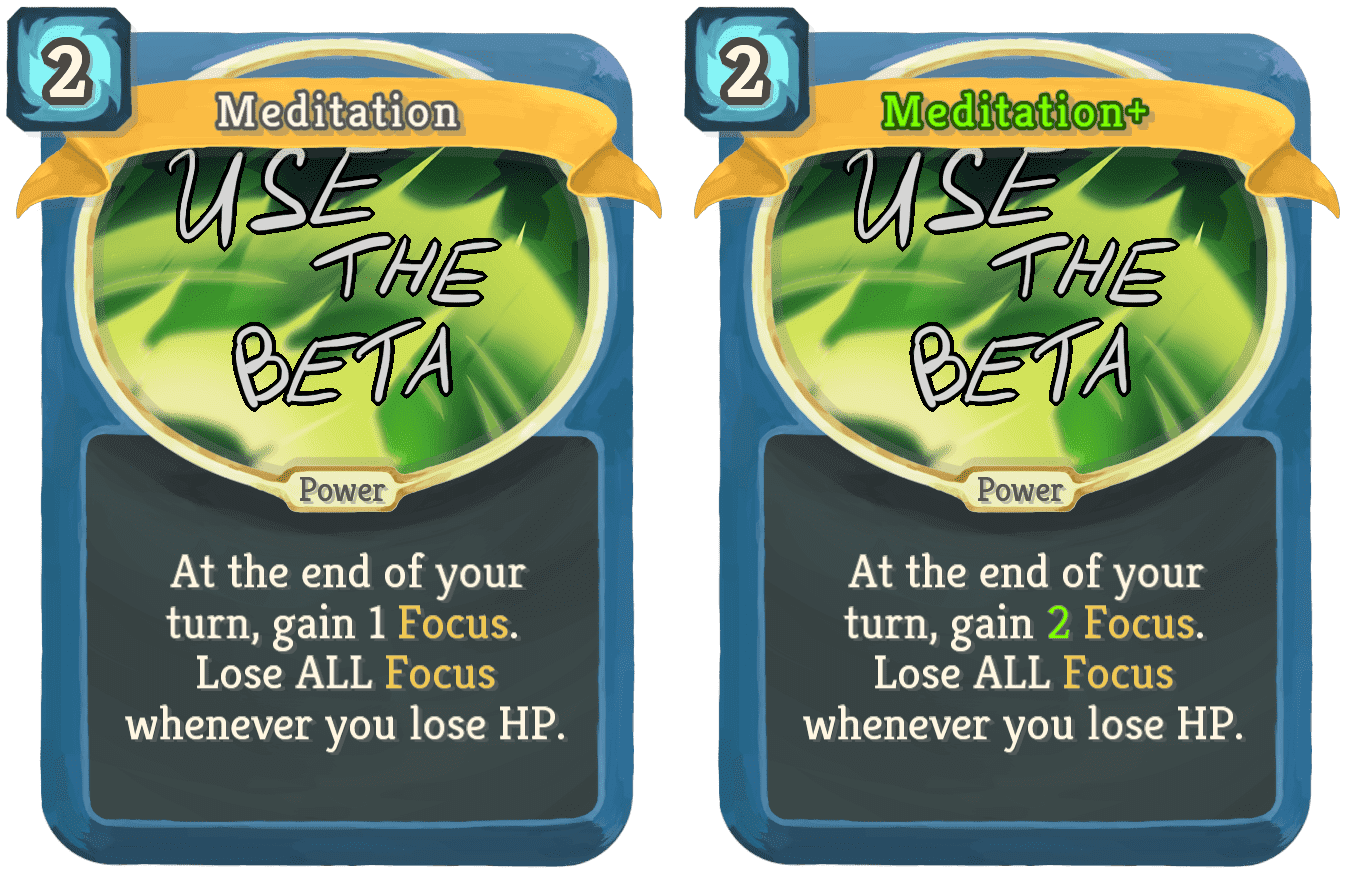 2
Meditation
USE
THE
BETA
Power
At the end of your
turn, gain 1 Focus.
Lose ALL Focus
whenever you lose HP.
2
Meditation+
USE
THE
BETA
Power
At the end of your
turn, gain 2 Focus.
Lose ALL Focus
whenever you lose HP.